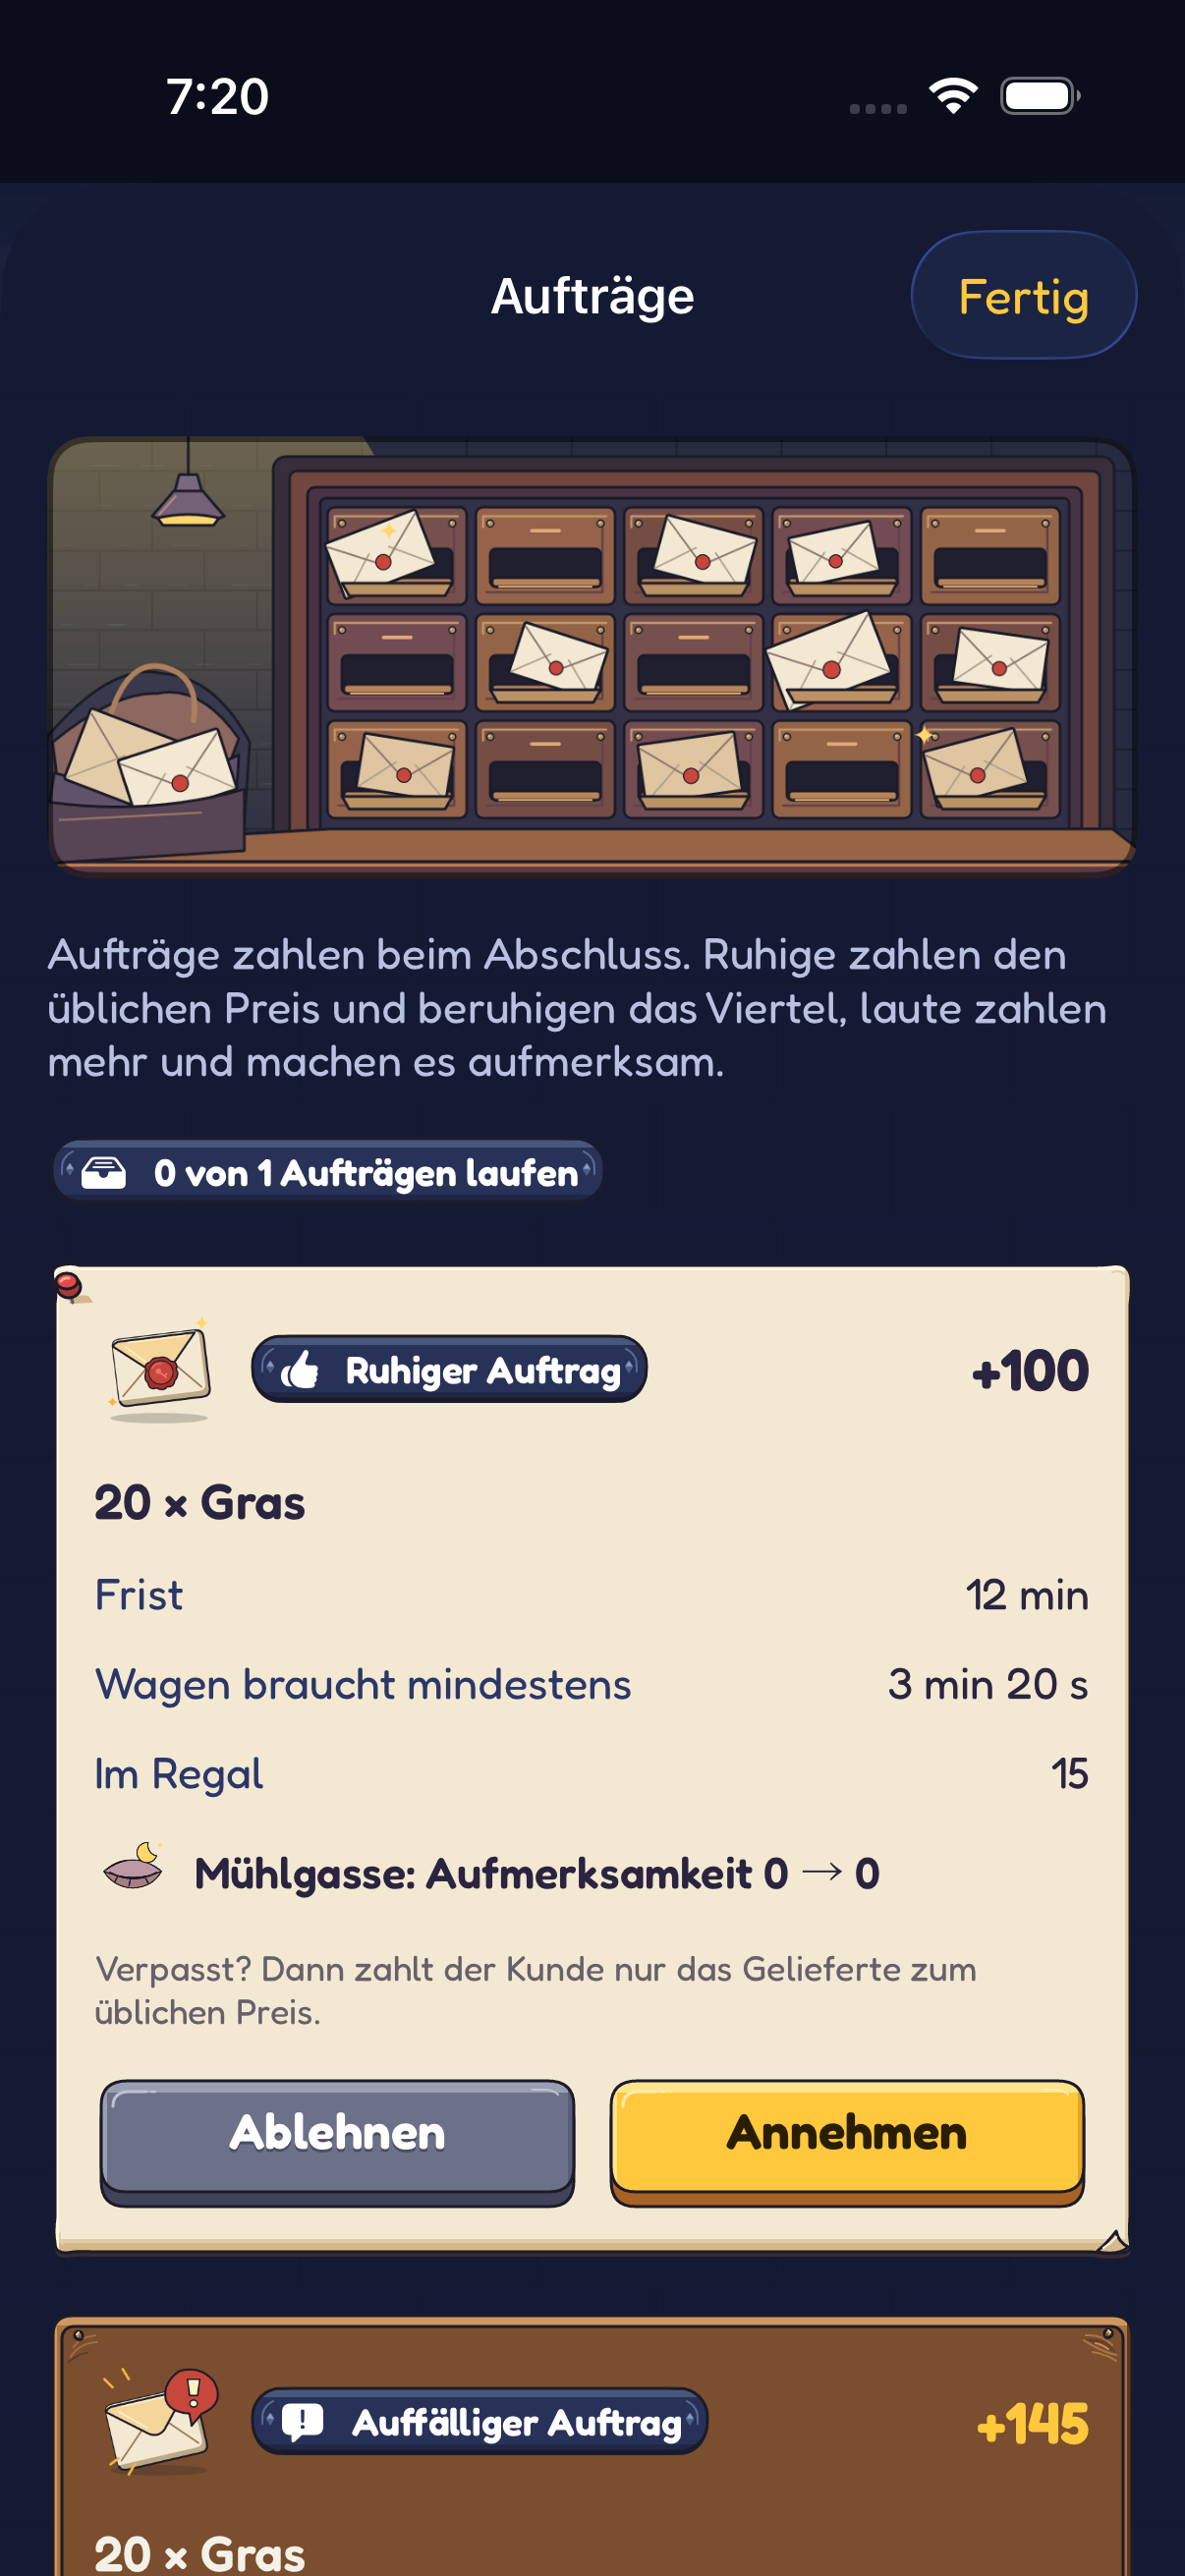 7:20
Aufträge
Fertig
Aufträge zahlen beim Abschluss. Ruhige zahlen den
üblichen Preis und beruhigen das Viertel, laute zahlen
mehr und machen es aufmerksam.
0 von 1 Aufträgen laufen
Ruhiger Auftrag
+100
20 × Gras
Frist 12 min
Wagen braucht mindestens 3 min 20 s
Im Regal 15
Mühlgasse: Aufmerksamkeit 0 → 0
Verpasst? Dann zahlt der Kunde nur das Gelieferte zum
üblichen Preis.
Ablehnen
Annehmen
Auffälliger Auftrag
+145
20 × Gras